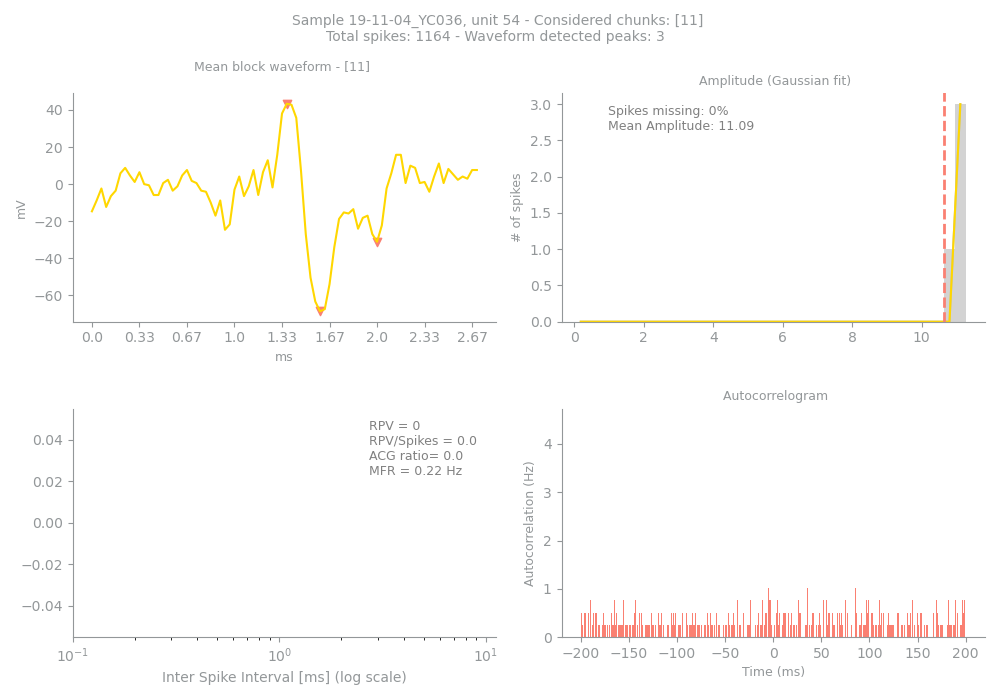 Sample 19-11-04_YC036, unit 54 - Considered chunks: [11]
Total spikes: 1164 - Waveform detected peaks: 3
Mean block waveform - [11]
40
20
0
−20
−40
−60
mV
0.0 0.33 0.67 1.0 1.33 1.67 2.0 2.33 2.67
ms
Amplitude (Gaussian fit)
Spikes missing: 0%
Mean Amplitude: 11.09
3.0
2.5
2.0
1.5
1.0
0.5
0.0
# of spikes
0 2 4 6 8 10
RPV = 0
RPV/Spikes = 0.0
ACG ratio= 0.0
MFR = 0.22 Hz
0.04
0.02
0.00
−0.02
−0.04
10⁻¹ 10⁰ 10¹
Inter Spike Interval [ms] (log scale)
Autocorrelogram
4
3
2
1
0
Autocorrelation (Hz)
−200 −150 −100 −50 0 50 100 150 200
Time (ms)